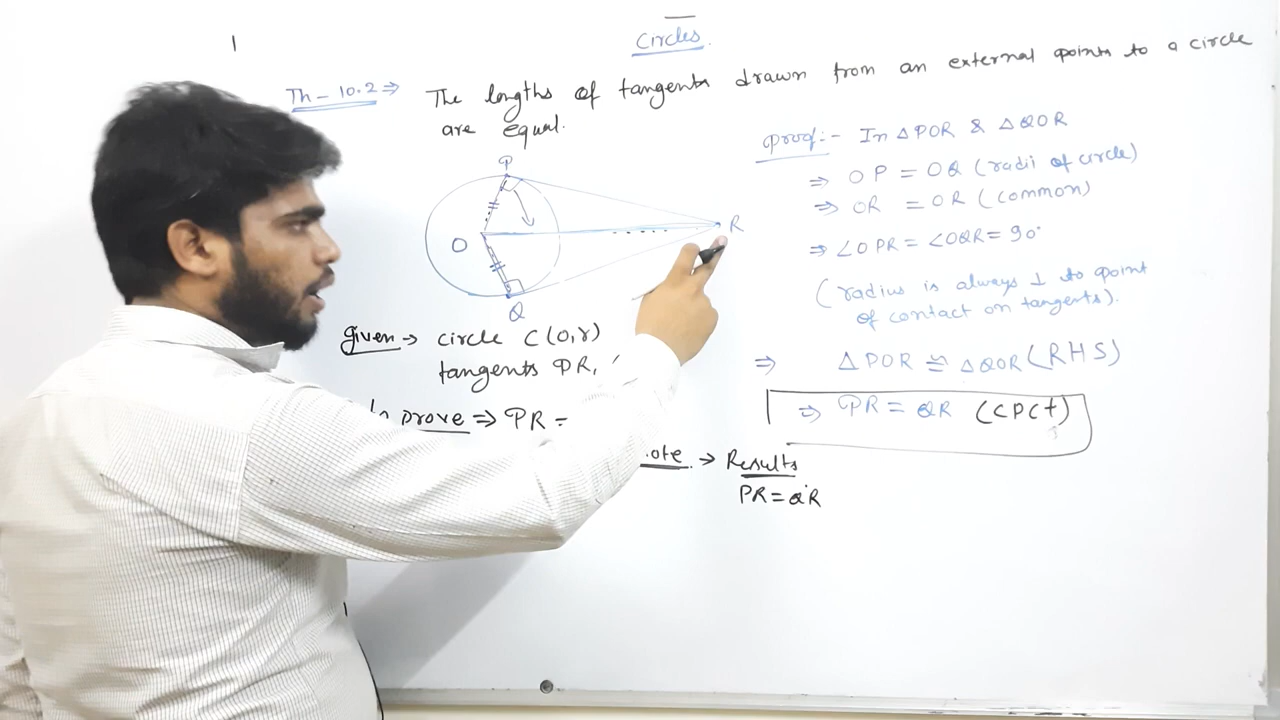 Circles.
Th - 10.2 ⇒ The lengths of tangents drawn from an external points to a circle
are equal.
P
O
R
Q
given → circle C(O,r)
tangents PR,
prove ⇒ PR =
Proof:- In △POR & △QOR
⇒ OP = OQ (radii of circle)
⇒ OR = OR (common)
⇒ ∠OPR = ∠OQR = 90°
(radius is always ⊥ to point
of contact on tangents).
⇒ △POR ≅ △QOR (RHS)
⇒ PR = QR (CPCT)
ote. → Results
PR = QR